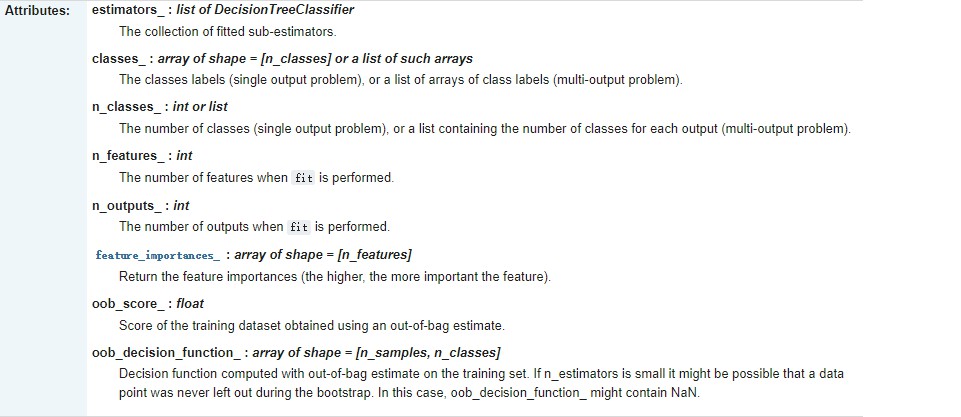 Attributes: estimators_ : list of DecisionTreeClassifier
The collection of fitted sub-estimators.
classes_ : array of shape = [n_classes] or a list of such arrays
The classes labels (single output problem), or a list of arrays of class labels (multi-output problem).
n_classes_ : int or list
The number of classes (single output problem), or a list containing the number of classes for each output (multi-output problem).
n_features_ : int
The number of features when fit is performed.
n_outputs_ : int
The number of outputs when fit is performed.
feature_importances_ : array of shape = [n_features]
Return the feature importances (the higher, the more important the feature).
oob_score_ : float
Score of the training dataset obtained using an out-of-bag estimate.
oob_decision_function_ : array of shape = [n_samples, n_classes]
Decision function computed with out-of-bag estimate on the training set. If n_estimators is small it might be possible that a data
point was never left out during the bootstrap. In this case, oob_decision_function_ might contain NaN.